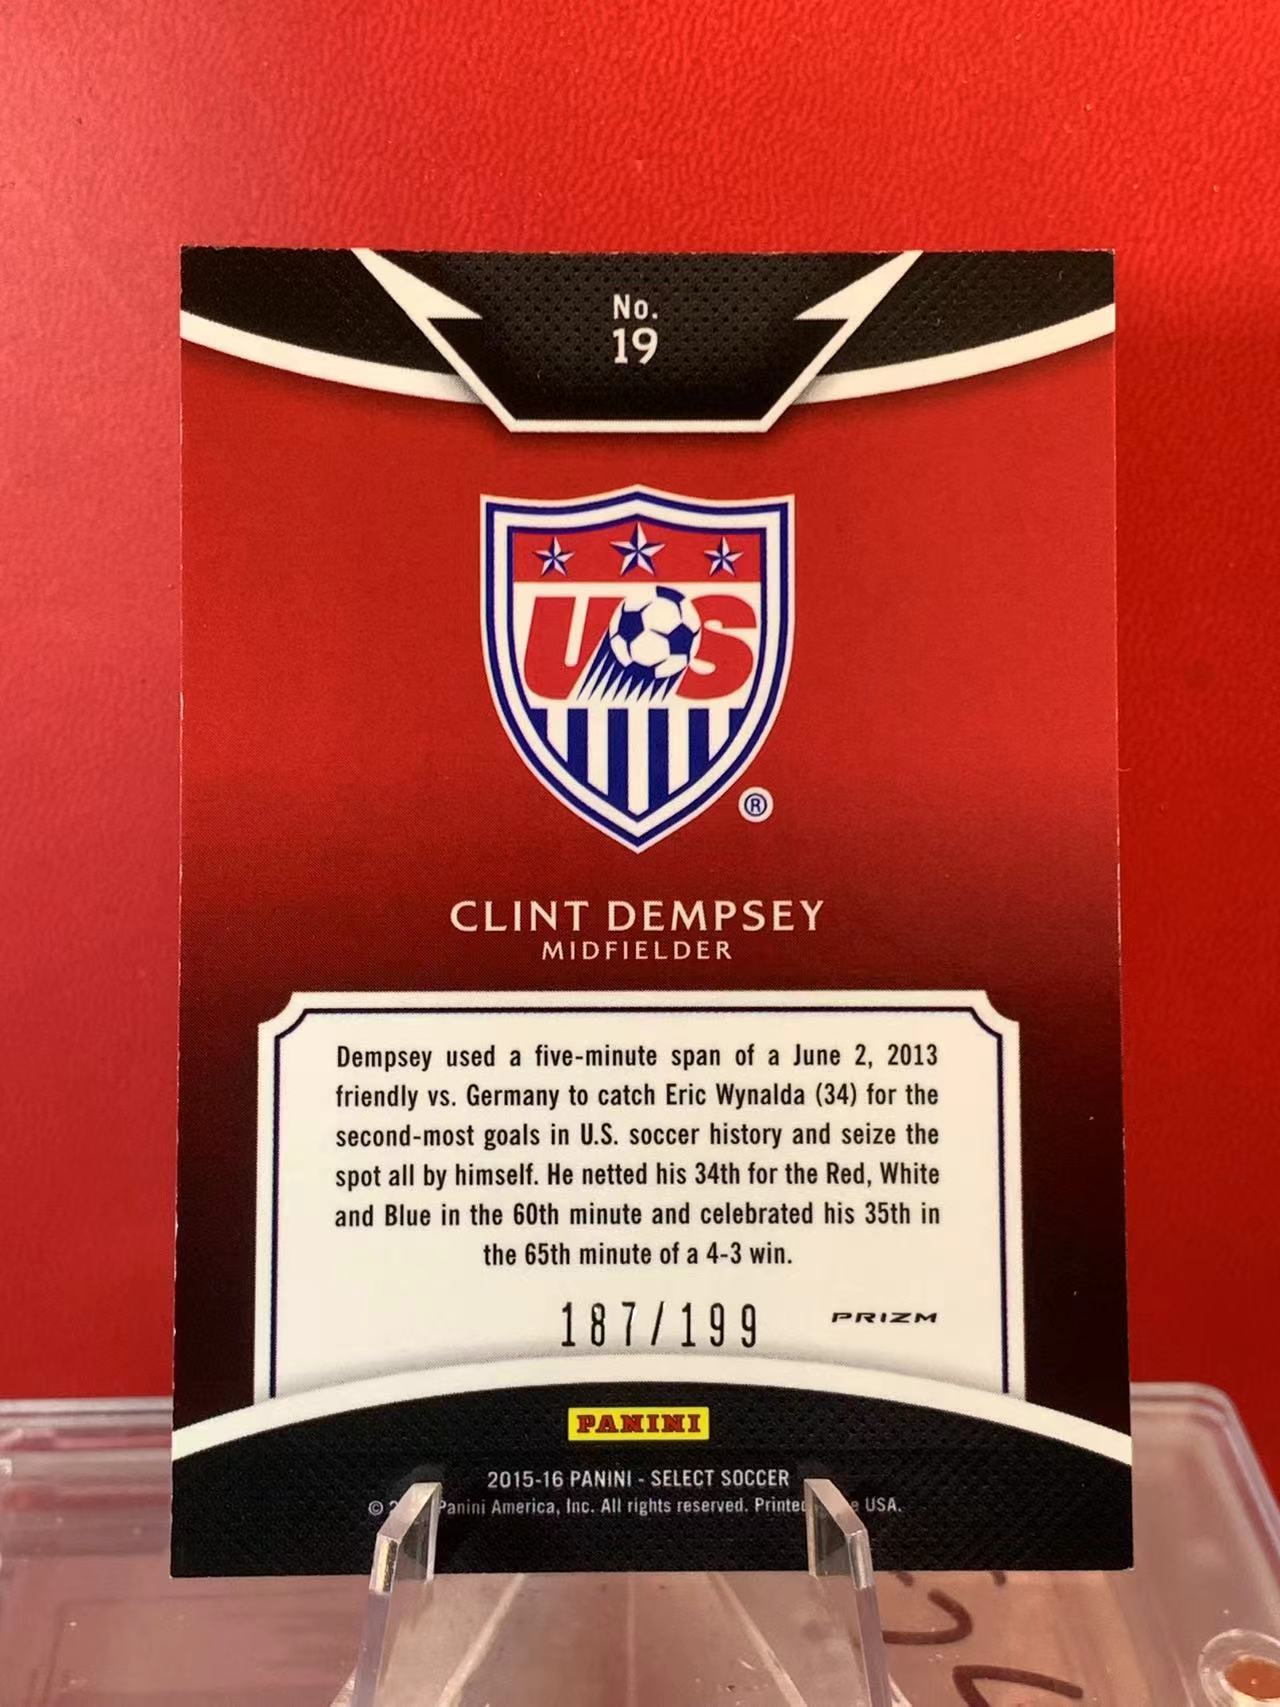 No.
19
US
®
CLINT DEMPSEY
MIDFIELDER
Dempsey used a five-minute span of a June 2, 2013
friendly vs. Germany to catch Eric Wynalda (34) for the
second-most goals in U.S. soccer history and seize the
spot all by himself. He netted his 34th for the Red, White
and Blue in the 60th minute and celebrated his 35th in
the 65th minute of a 4-3 win.
187/199 PRIZM
PANINI
2015-16 PANINI - SELECT SOCCER
© Panini America, Inc. All rights reserved. Printed USA.